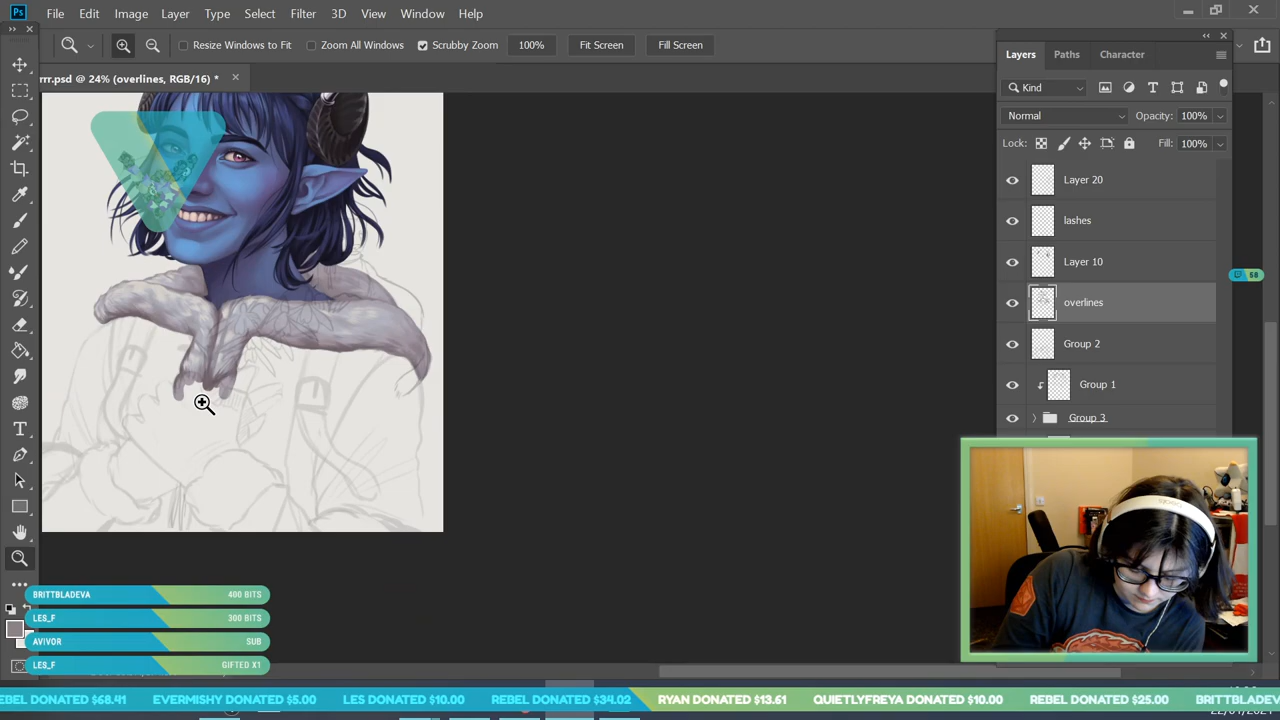 Ps File Edit Image Layer Type Select Filter 3D View Window Help
Resize Windows to Fit Zoom All Windows Scrubby Zoom 100% Fit Screen Fill Screen
rrr.psd @ 24% (overlines, RGB/16) *
Layers Paths Character
Kind
Normal Opacity: 100%
Lock: Fill: 100%
Layer 20
lashes
Layer 10
overlines
Group 2
Group 1
Group 3
58
BRITTBLADEVA 400 BITS
LES_F 300 BITS
AVIVOR SUB
LES_F GIFTED X1
REBEL DONATED $68.41 EVERMISHY DONATED $5.00 LES DONATED $10.00 REBEL DONATED $34.02 RYAN DONATED $13.61 QUIETLYFREYA DONATED $10.00 REBEL DONATED $25.00 BRITTBLADEVA